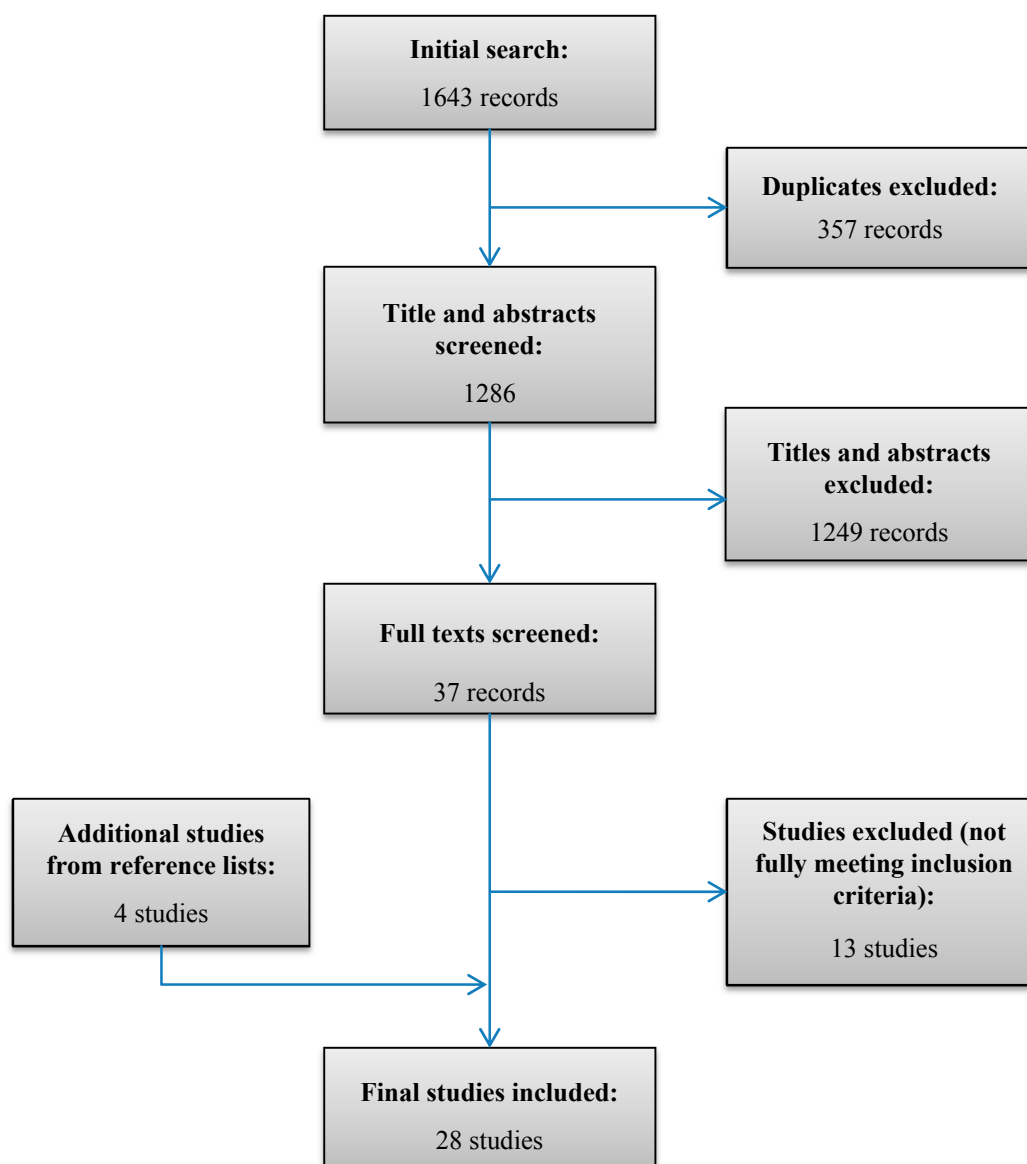 Initial search:
1643 records
Duplicates excluded:
357 records
Title and abstracts
screened:
1286
Titles and abstracts
excluded:
1249 records
Full texts screened:
37 records
Additional studies
from reference lists:
4 studies
Studies excluded (not
fully meeting inclusion
criteria):
13 studies
Final studies included:
28 studies